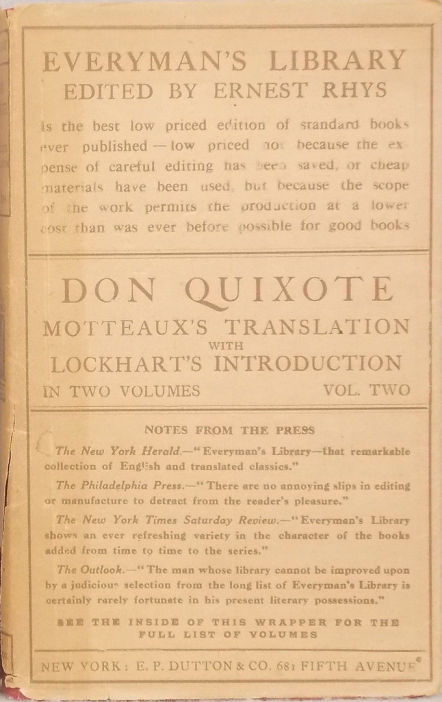 EVERYMAN'S LIBRARY
EDITED BY ERNEST RHYS
is the best low priced edition of standard books
ever published — low priced not because the ex
pense of careful editing has been saved, or cheap
materials have been used, but because the scope
of the work permits the production at a lower
cost than was ever before possible for good books
DON QUIXOTE
MOTTEAUX'S TRANSLATION
WITH
LOCKHART'S INTRODUCTION
IN TWO VOLUMES VOL. TWO
NOTES FROM THE PRESS
The New York Herald.—"Everyman's Library—that remarkable
collection of English and translated classics."
The Philadelphia Press.—"There are no annoying slips in editing
or manufacture to detract from the reader's pleasure."
The New York Times Saturday Review.—"Everyman's Library
shows an ever refreshing variety in the character of the books
added from time to time to the series."
The Outlook.—"The man whose library cannot be improved upon
by a judicious selection from the long list of Everyman's Library is
certainly rarely fortunate in his present literary possessions."
SEE THE INSIDE OF THIS WRAPPER FOR THE
FULL LIST OF VOLUMES
NEW YORK: E. P. DUTTON & CO. 681 FIFTH AVENUE